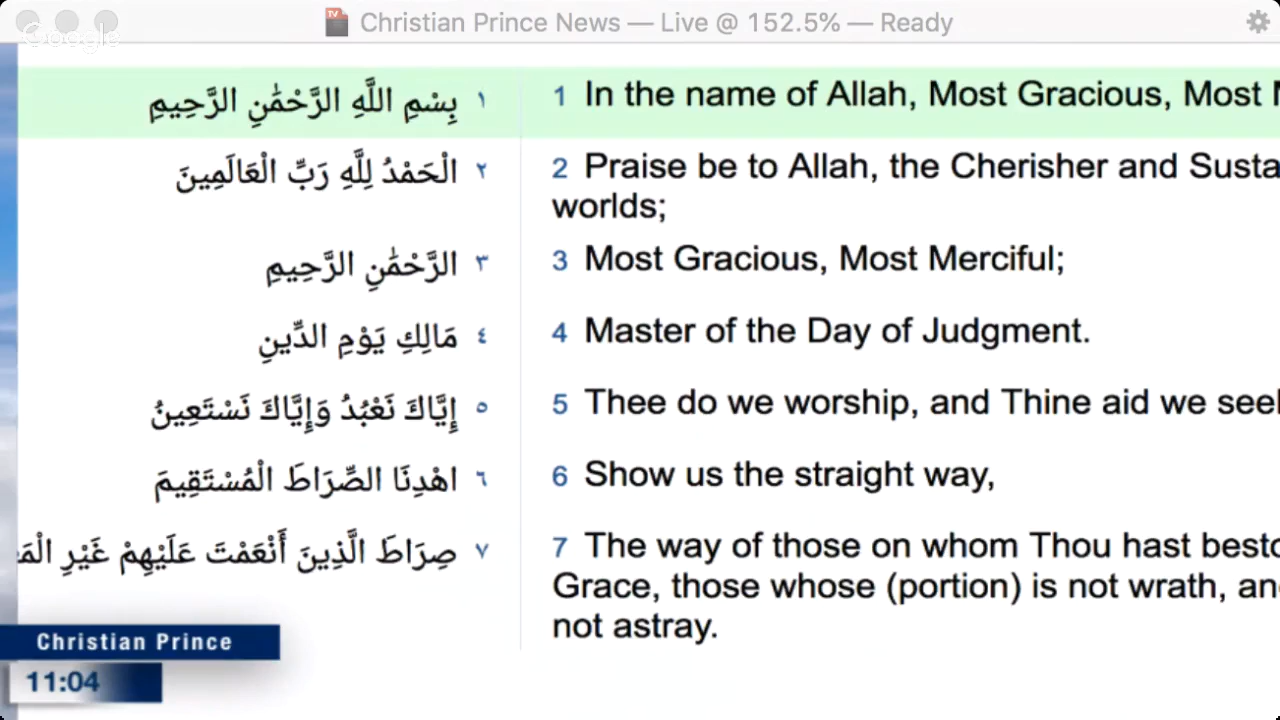 Christian Prince News — Live @ 152.5% — Ready
Google
بِسْمِ اللَّهِ الرَّحْمَٰنِ الرَّحِيمِ ١
1 In the name of Allah, Most Gracious, Most
الْحَمْدُ لِلَّهِ رَبِّ الْعَالَمِينَ ٢
2 Praise be to Allah, the Cherisher and
worlds;
الرَّحْمَٰنِ الرَّحِيمِ ٣
3 Most Gracious, Most Merciful;
مَالِكِ يَوْمِ الدِّينِ ٤
4 Master of the Day of Judgment.
إِيَّاكَ نَعْبُدُ وَإِيَّاكَ نَسْتَعِينُ ٥
5 Thee do we worship, and Thine aid we
اهْدِنَا الصِّرَاطَ الْمُسْتَقِيمَ ٦
6 Show us the straight way,
صِرَاطَ الَّذِينَ أَنْعَمْتَ عَلَيْهِمْ غَيْرِ ٧
7 The way of those on whom Thou hast
Grace, those whose (portion) is not wrath,
not astray.
Christian Prince
11:04